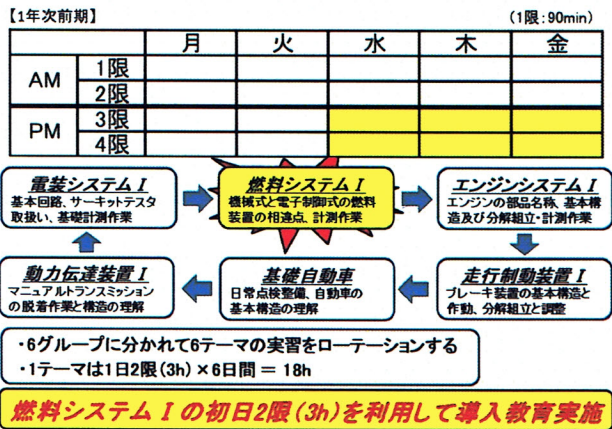 【1年次前期】 (1限:90min)
月 火 水 木 金
AM 1限
2限
PM 3限
4限
電装システムⅠ
基本回路、サーキットテスタ
取扱い、基礎計測作業
燃料システムⅠ
機械式と電子制御式の燃料
装置の相違点、計測作業
エンジンシステムⅠ
エンジンの部品名称、基本構
造及び分解組立・計測作業
動力伝達装置Ⅰ
マニュアルトランスミッション
の脱着作業と構造の理解
基礎自動車
日常点検整備、自動車の
基本構造の理解
走行制動装置Ⅰ
ブレーキ装置の基本構造と
作動、分解組立と調整
・6グループに分かれて6テーマの実習をローテーションする
・1テーマは1日2限(3h)×6日間 = 18h
燃料システムⅠの初日2限(3h)を利用して導入教育実施